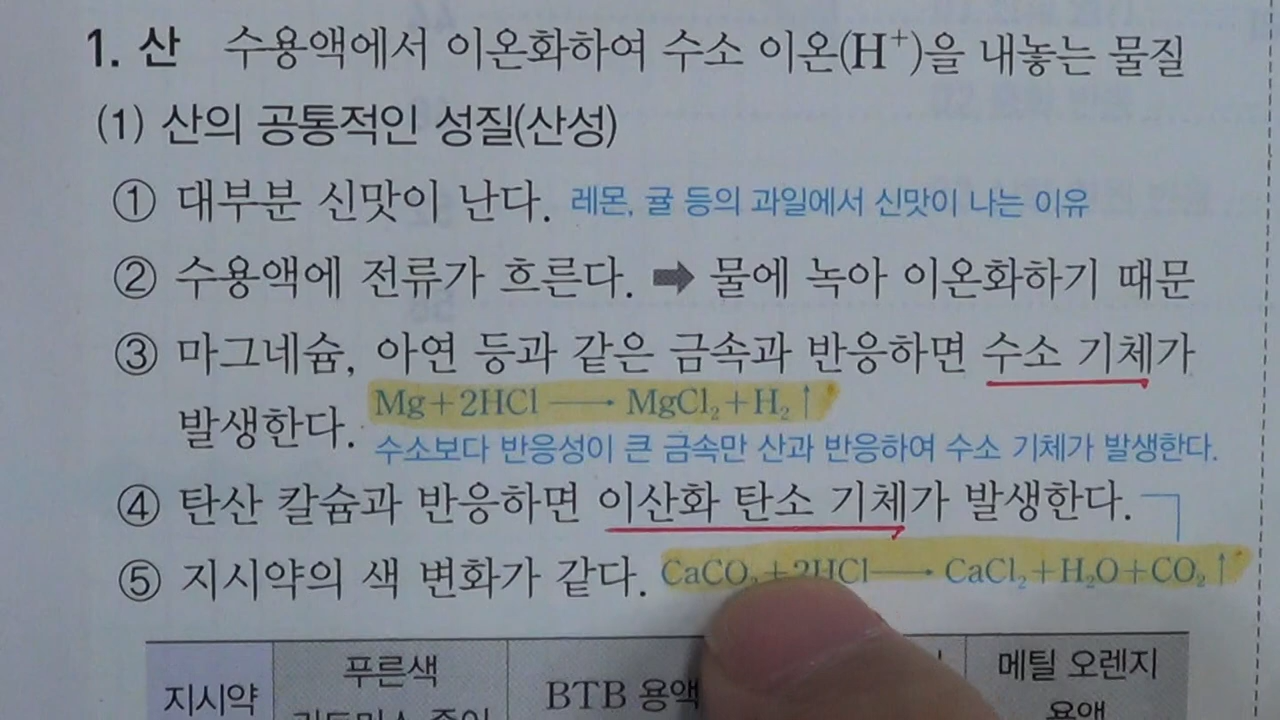 1. 산 수용액에서 이온화하여 수소 이온(H⁺)을 내놓는 물질
(1) 산의 공통적인 성질(산성)
① 대부분 신맛이 난다. 레몬, 귤 등의 과일에서 신맛이 나는 이유
② 수용액에 전류가 흐른다. ➡ 물에 녹아 이온화하기 때문
③ 마그네슘, 아연 등과 같은 금속과 반응하면 수소 기체가
발생한다. Mg+2HCl ⟶ MgCl₂+H₂↑
수소보다 반응성이 큰 금속만 산과 반응하여 수소 기체가 발생한다.
④ 탄산 칼슘과 반응하면 이산화 탄소 기체가 발생한다.
⑤ 지시약의 색 변화가 같다. CaCO₃+2HCl ⟶ CaCl₂+H₂O+CO₂↑
지시약 푸른색 BTB 용액 메틸 오렌지
용액